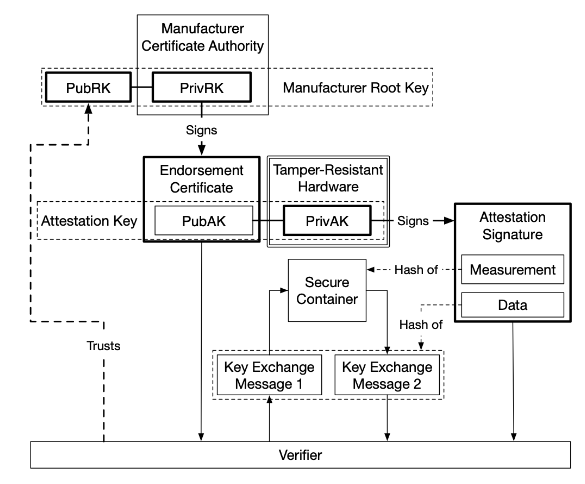 Manufacturer
Certificate Authority
PubRK
PrivRK
Manufacturer Root Key
Signs
Endorsement
Certificate
Tamper-Resistant
Hardware
Attestation Key
PubAK
PrivAK
Signs
Attestation
Signature
Measurement
Data
Hash of
Secure
Container
Hash of
Trusts
Key Exchange
Message 1
Key Exchange
Message 2
Verifier